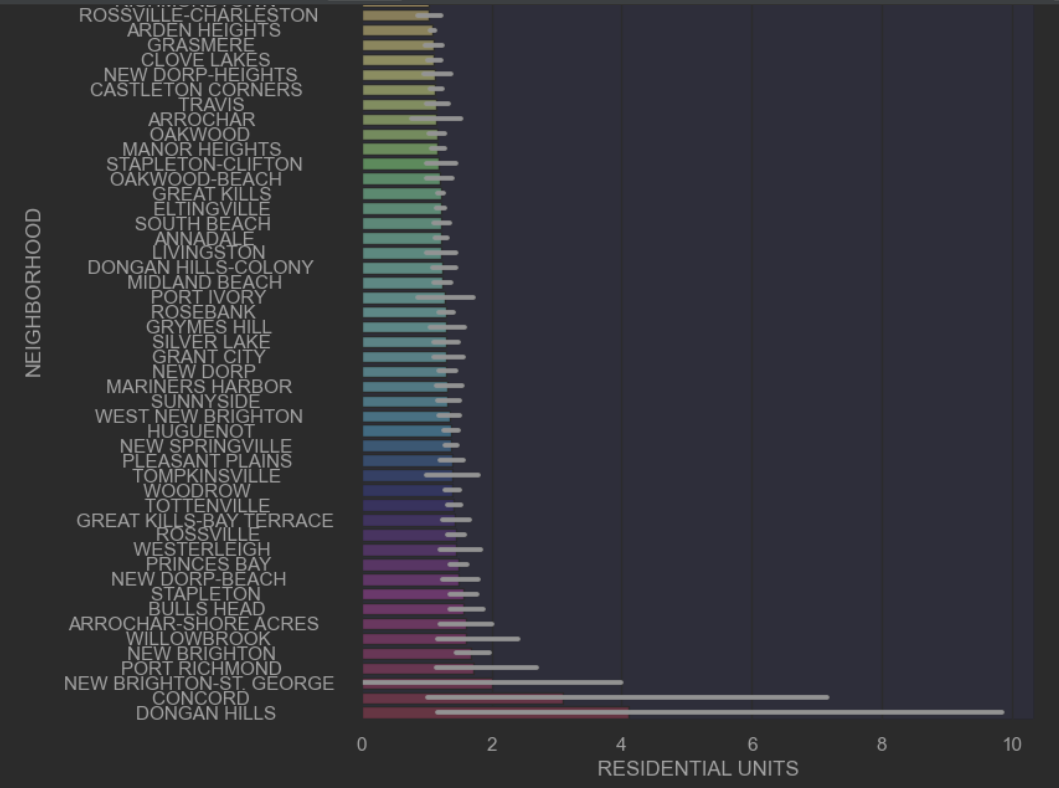 ROSSVILLE-CHARLESTON
ARDEN HEIGHTS
GRASMERE
CLOVE LAKES
NEW DORP-HEIGHTS
CASTLETON CORNERS
TRAVIS
ARROCHAR
OAKWOOD
MANOR HEIGHTS
STAPLETON-CLIFTON
OAKWOOD-BEACH
GREAT KILLS
ELTINGVILLE
SOUTH BEACH
ANNADALE
LIVINGSTON
DONGAN HILLS-COLONY
MIDLAND BEACH
PORT IVORY
ROSEBANK
GRYMES HILL
SILVER LAKE
GRANT CITY
NEW DORP
MARINERS HARBOR
SUNNYSIDE
WEST NEW BRIGHTON
HUGUENOT
NEW SPRINGVILLE
PLEASANT PLAINS
TOMPKINSVILLE
WOODROW
TOTTENVILLE
GREAT KILLS-BAY TERRACE
ROSSVILLE
WESTERLEIGH
PRINCES BAY
NEW DORP-BEACH
STAPLETON
BULLS HEAD
ARROCHAR-SHORE ACRES
WILLOWBROOK
NEW BRIGHTON
PORT RICHMOND
NEW BRIGHTON-ST. GEORGE
CONCORD
DONGAN HILLS
NEIGHBORHOOD
0 2 4 6 8 10
RESIDENTIAL UNITS